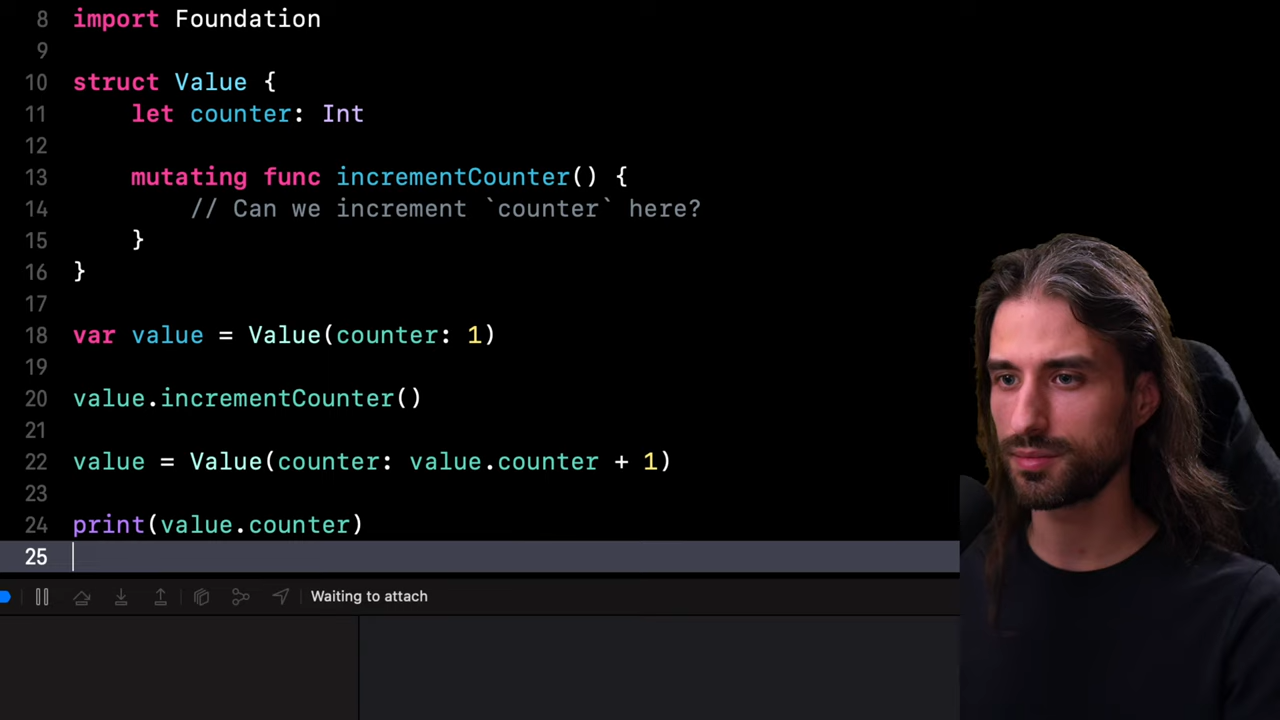 8 import Foundation
9
10 struct Value {
11 let counter: Int
12
13 mutating func incrementCounter() {
14 // Can we increment `counter` here?
15 }
16 }
17
18 var value = Value(counter: 1)
19
20 value.incrementCounter()
21
22 value = Value(counter: value.counter + 1)
23
24 print(value.counter)
25
Waiting to attach